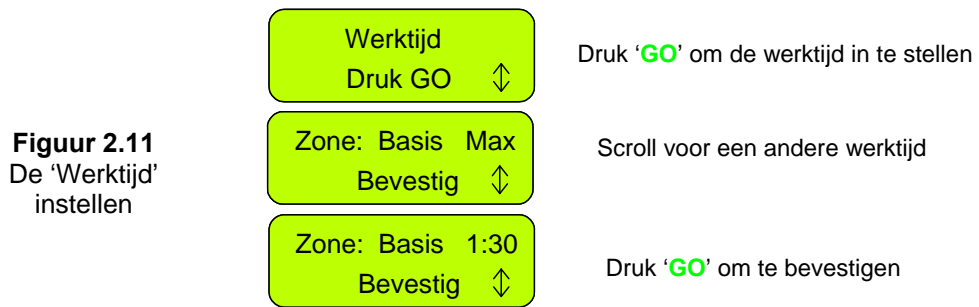 Werktijd
Druk GO ↕
Druk ‘GO’ om de werktijd in te stellen
Figuur 2.11
De ‘Werktijd’
instellen
Zone: Basis Max
Bevestig ↕
Scroll voor een andere werktijd
Zone: Basis 1:30
Bevestig ↕
Druk ‘GO’ om te bevestigen